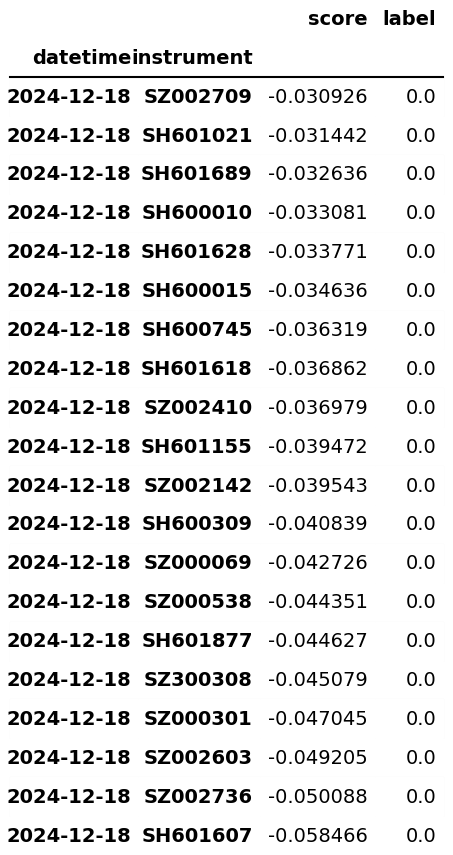 score label
datetime instrument
2024-12-18 SZ002709 -0.030926 0.0
2024-12-18 SH601021 -0.031442 0.0
2024-12-18 SH601689 -0.032636 0.0
2024-12-18 SH600010 -0.033081 0.0
2024-12-18 SH601628 -0.033771 0.0
2024-12-18 SH600015 -0.034636 0.0
2024-12-18 SH600745 -0.036319 0.0
2024-12-18 SH601618 -0.036862 0.0
2024-12-18 SZ002410 -0.036979 0.0
2024-12-18 SH601155 -0.039472 0.0
2024-12-18 SZ002142 -0.039543 0.0
2024-12-18 SH600309 -0.040839 0.0
2024-12-18 SZ000069 -0.042726 0.0
2024-12-18 SZ000538 -0.044351 0.0
2024-12-18 SH601877 -0.044627 0.0
2024-12-18 SZ300308 -0.045079 0.0
2024-12-18 SZ000301 -0.047045 0.0
2024-12-18 SZ002603 -0.049205 0.0
2024-12-18 SZ002736 -0.050088 0.0
2024-12-18 SH601607 -0.058466 0.0